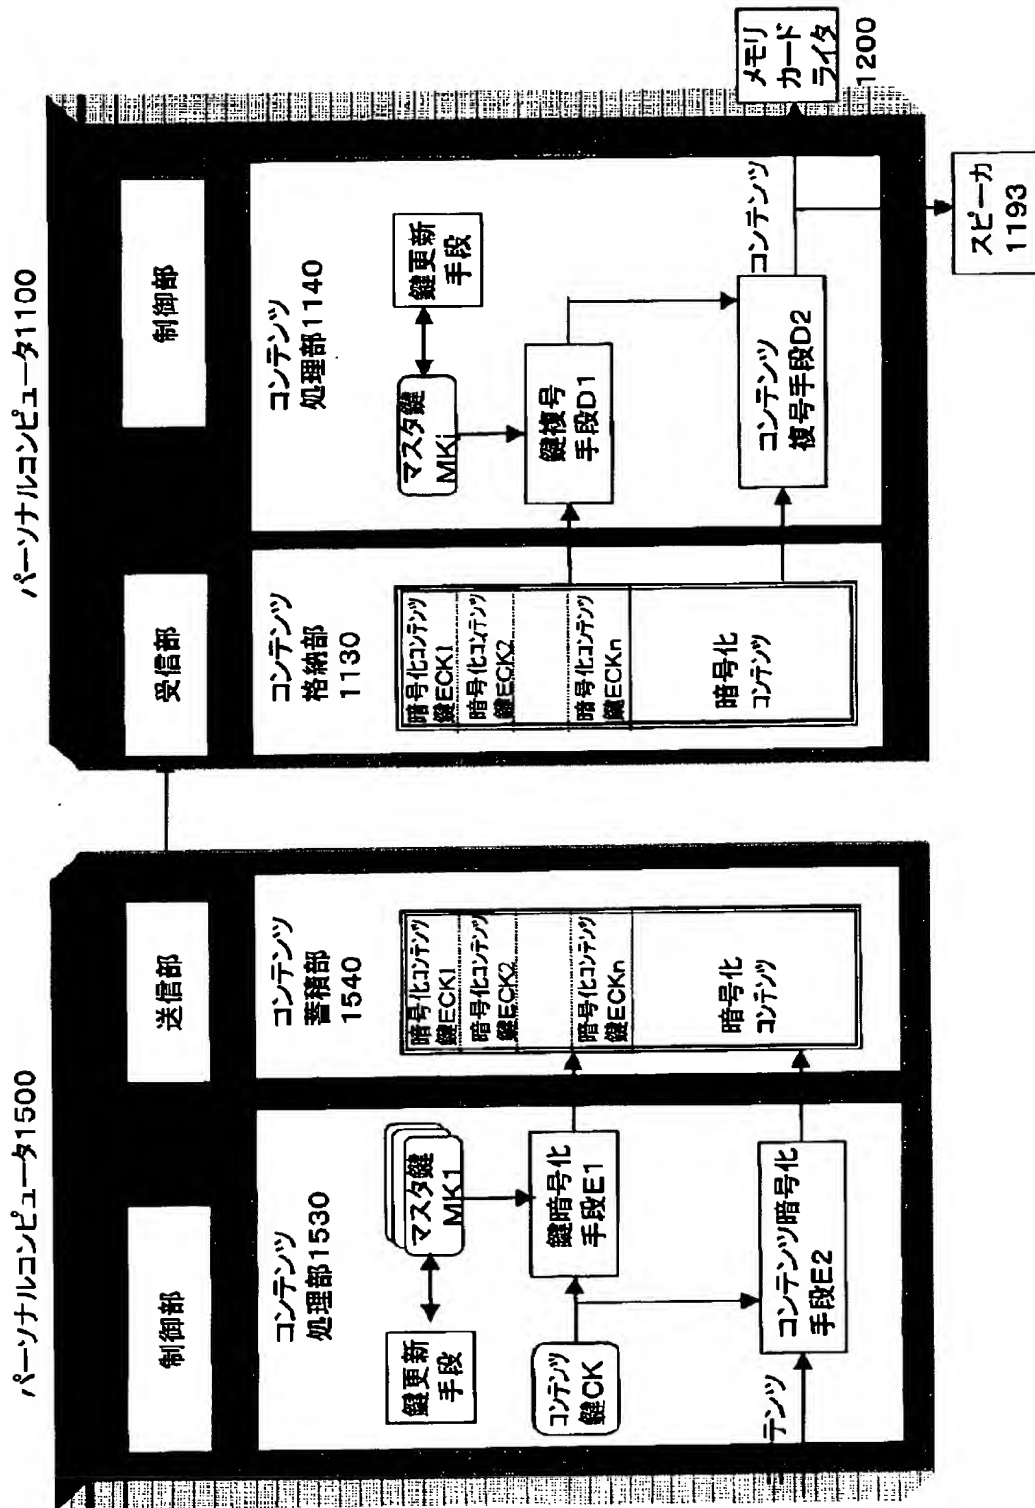 パーソナルコンピュータ1500
制御部
送信部
コンテンツ
処理部1530
鍵更新
手段
マスタ鍵
MK1
コンテンツ
鍵CK
鍵暗号化
手段E1
テンツ
コンテンツ暗号化
手段E2
コンテンツ
蓄積部
1540
暗号化コンテンツ
鍵ECK1
暗号化コンテンツ
鍵ECK2
暗号化コンテンツ
鍵ECKn
暗号化
コンテンツ
パーソナルコンピュータ1100
受信部
制御部
コンテンツ
格納部
1130
暗号化コンテンツ
鍵ECK1
暗号化コンテンツ
鍵ECK2
暗号化コンテンツ
鍵ECKn
暗号化
コンテンツ
コンテンツ
処理部1140
マスタ鍵
MKi
鍵更新
手段
鍵復号
手段D1
コンテンツ
復号手段D2
コンテンツ
メモリ
カード
ライタ
1200
スピーカ
1193